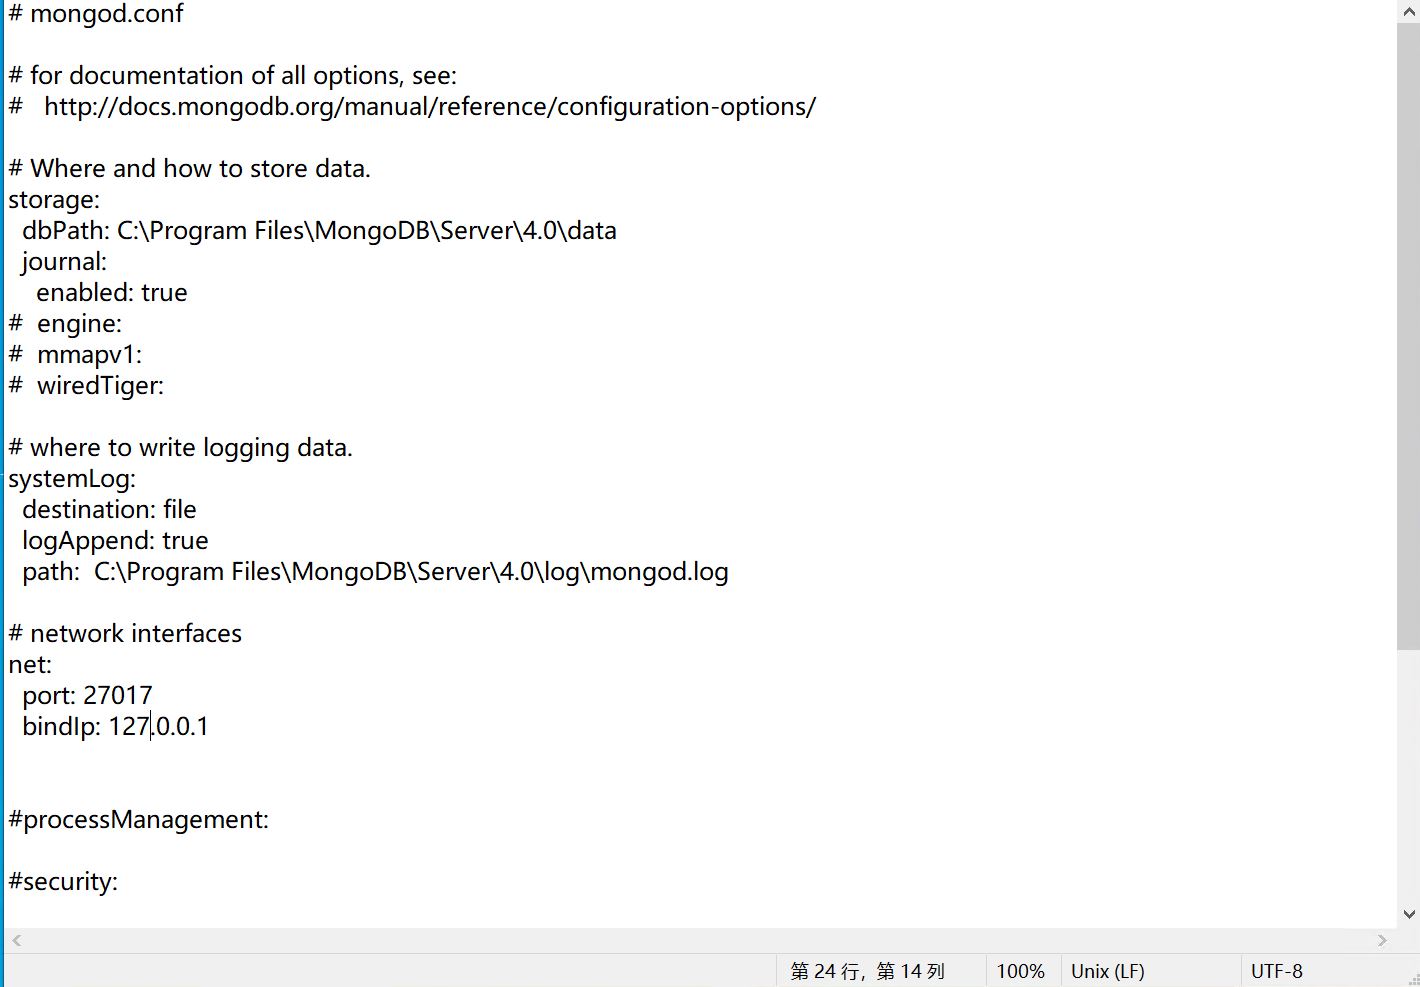 # mongod.conf
# for documentation of all options, see:
#   http://docs.mongodb.org/manual/reference/configuration-options/
# Where and how to store data.
storage:
  dbPath: C:\Program Files\MongoDB\Server\4.0\data
  journal:
    enabled: true
#  engine:
#  mmapv1:
#  wiredTiger:
# where to write logging data.
systemLog:
  destination: file
  logAppend: true
  path:  C:\Program Files\MongoDB\Server\4.0\log\mongod.log
# network interfaces
net:
  port: 27017
  bindIp: 127.0.0.1
#processManagement:
#security:
第 24 行，第 14 列 100% Unix (LF) UTF-8